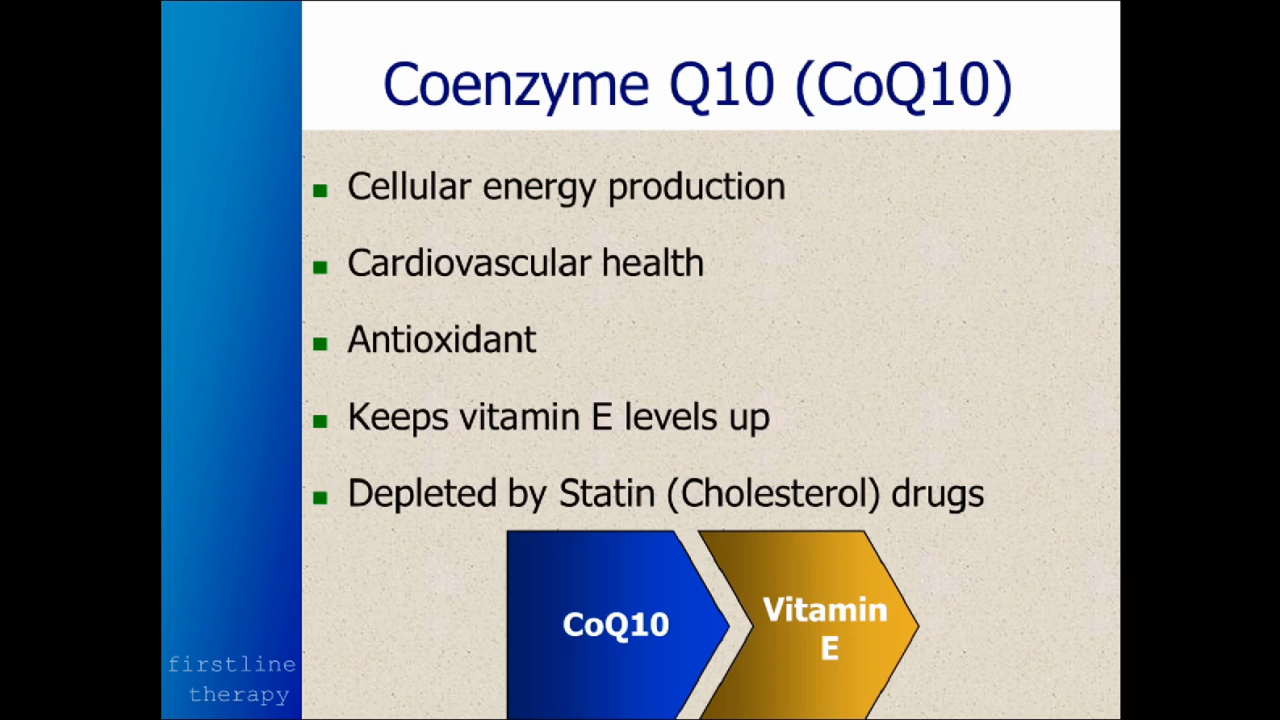 Coenzyme Q10 (CoQ10)
Cellular energy production
Cardiovascular health
Antioxidant
Keeps vitamin E levels up
Depleted by Statin (Cholesterol) drugs
CoQ10
Vitamin
E
firstline
therapy